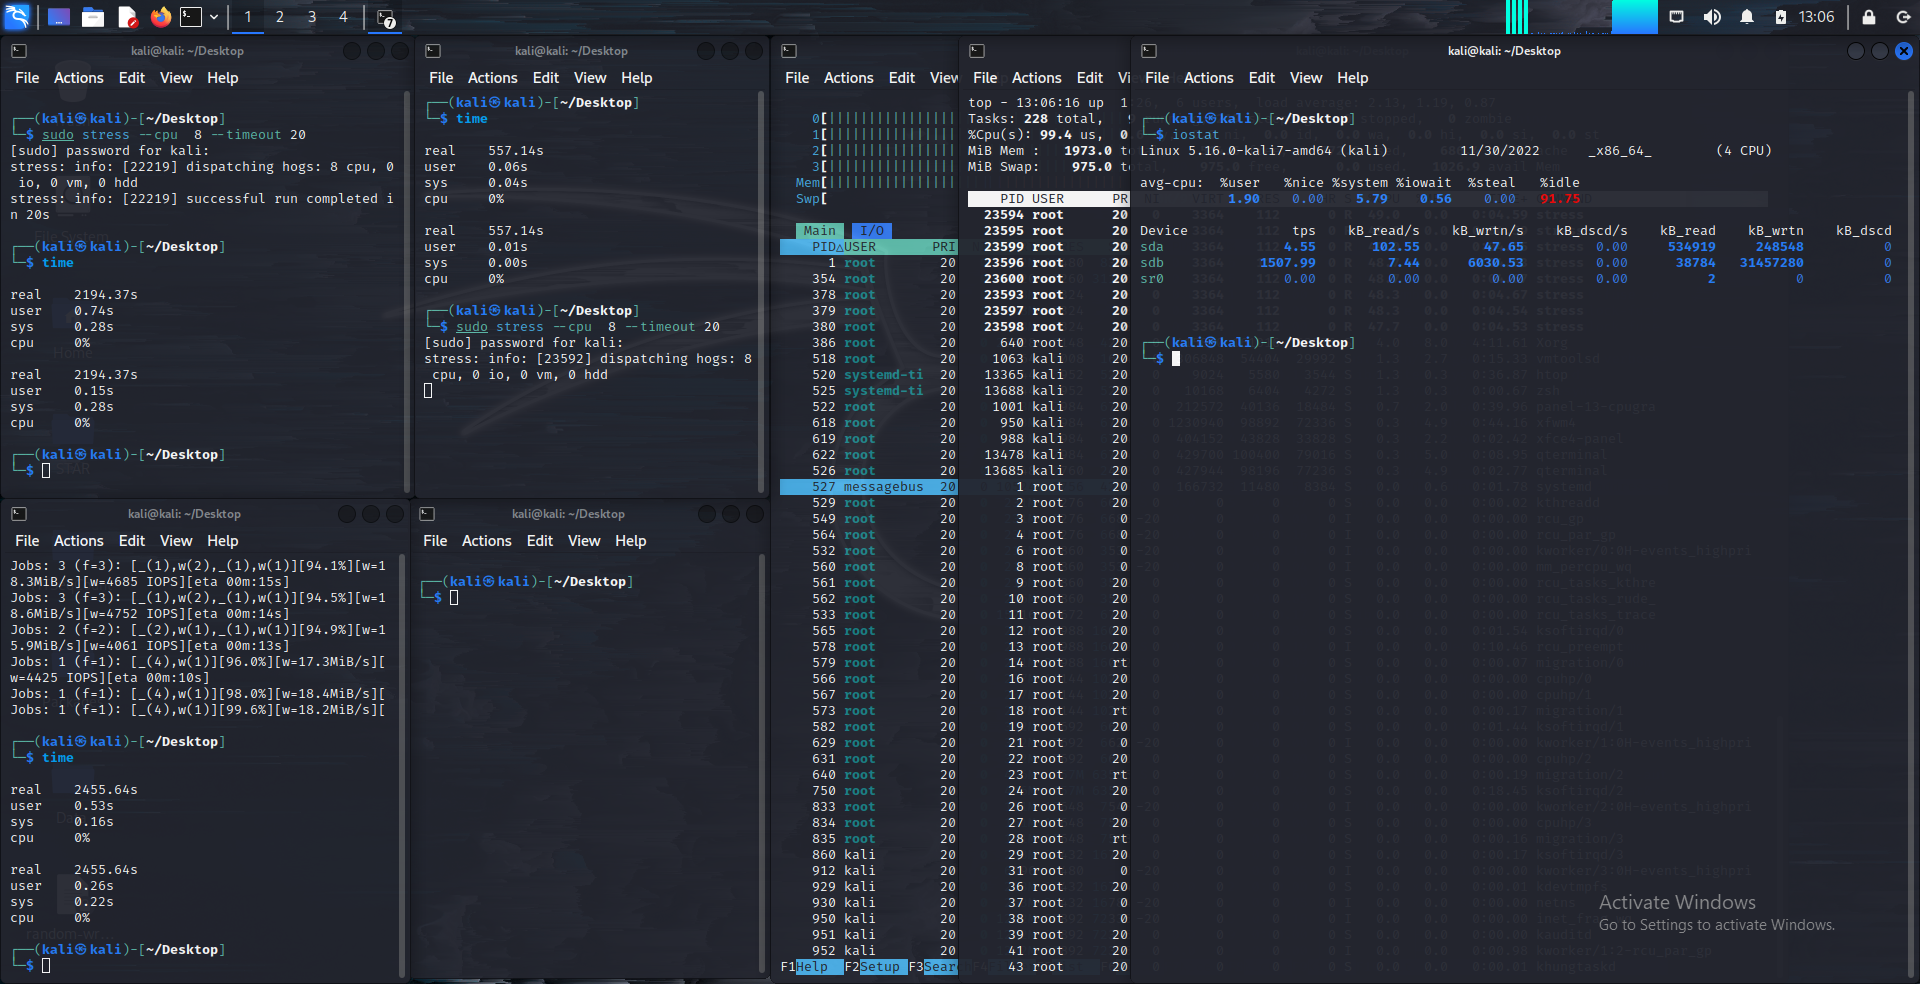 1 2 3 4 7 13:06
kali@kali: ~/Desktop
File Actions Edit View Help
┌──(kali㉿kali)-[~/Desktop]
└─$ sudo stress --cpu  8 --timeout 20
[sudo] password for kali:
stress: info: [22219] dispatching hogs: 8 cpu, 0
 io, 0 vm, 0 hdd
stress: info: [22219] successful run completed i
n 20s
┌──(kali㉿kali)-[~/Desktop]
└─$ time
real    2194.37s
user    0.74s
sys     0.28s
cpu     0%
real    2194.37s
user    0.15s
sys     0.28s
cpu     0%
┌──(kali㉿kali)-[~/Desktop]
└─$
kali@kali: ~/Desktop
File Actions Edit View Help
┌──(kali㉿kali)-[~/Desktop]
└─$ time
real    557.14s
user    0.06s
sys     0.04s
cpu     0%
real    557.14s
user    0.01s
sys     0.00s
cpu     0%
┌──(kali㉿kali)-[~/Desktop]
└─$ sudo stress --cpu  8 --timeout 20
[sudo] password for kali:
stress: info: [23592] dispatching hogs: 8
 cpu, 0 io, 0 vm, 0 hdd
kali@kali: ~/Desktop
File Actions Edit View Help
Jobs: 3 (f=3): [_(1),w(2),_(1),w(1)][94.1%][w=1
8.3MiB/s][w=4685 IOPS][eta 00m:15s]
Jobs: 3 (f=3): [_(1),w(2),_(1),w(1)][94.5%][w=1
8.6MiB/s][w=4752 IOPS][eta 00m:14s]
Jobs: 2 (f=2): [_(2),w(1),_(1),w(1)][94.9%][w=1
5.9MiB/s][w=4061 IOPS][eta 00m:13s]
Jobs: 1 (f=1): [_(4),w(1)][96.0%][w=17.3MiB/s][
w=4425 IOPS][eta 00m:10s]
Jobs: 1 (f=1): [_(4),w(1)][98.0%][w=18.4MiB/s][
Jobs: 1 (f=1): [_(4),w(1)][99.6%][w=18.2MiB/s][
┌──(kali㉿kali)-[~/Desktop]
└─$ time
real    2455.64s
user    0.53s
sys     0.16s
cpu     0%
real    2455.64s
user    0.26s
sys     0.22s
cpu     0%
┌──(kali㉿kali)-[~/Desktop]
└─$
kali@kali: ~/Desktop
File Actions Edit View Help
┌──(kali㉿kali)-[~/Desktop]
└─$
File Actions Edit View
0[||||||||||||||||
1[||||||||||||||||
2[||||||||||||||||
3[||||||||||||||||
Mem[||||||||||||||||
Swp[
Main I/O
PID△USER PRI
1 root 20
354 root 20
378 root 20
379 root 20
380 root 20
386 root 20
518 root 20
520 systemd-ti 20
525 systemd-ti 20
522 root 20
618 root 20
619 root 20
622 root 20
526 root 20
527 messagebus 20
529 root 20
549 root 20
564 root 20
532 root 20
560 root 20
561 root 20
562 root 20
533 root 20
565 root 20
578 root 20
579 root 20
566 root 20
567 root 20
573 root 20
582 root 20
629 root 20
631 root 20
640 root 20
750 root 20
833 root 20
834 root 20
835 root 20
860 kali 20
912 kali 20
929 kali 20
930 kali 20
950 kali 20
951 kali 20
952 kali 20
F1Help F2Setup F3Sear
File Actions Edit Vi
top - 13:06:16 up  1
Tasks: 228 total,
%Cpu(s): 99.4 us,  0
MiB Mem :   1973.0 t
MiB Swap:    975.0 t
PID USER PR
23594 root 20
23595 root 20
23599 root 20
23596 root 20
23600 root 20
23593 root 20
23597 root 20
23598 root 20
640 root 20
1063 kali 20
13365 kali 20
13688 kali 20
1001 kali 20
950 kali 20
988 kali 20
13478 kali 20
13685 kali 20
1 root 20
2 root 20
3 root 0
4 root 0
6 root 0
8 root 0
9 root 20
10 root 20
11 root 20
12 root 20
13 root 20
14 root rt
16 root 20
17 root 20
18 root rt
19 root 20
21 root 0
22 root 20
23 root rt
24 root 20
26 root 0
27 root 20
28 root rt
29 root 20
31 root 0
36 root 20
37 root 0
38 root 0
39 root 20
41 root 20
43 root 20
kali@kali: ~/Desktop
File Actions Edit View Help
┌──(kali㉿kali)-[~/Desktop]
└─$ iostat
Linux 5.16.0-kali7-amd64 (kali)         11/30/2022      _x86_64_        (4 CPU)
avg-cpu:  %user   %nice %system %iowait  %steal   %idle
           1.90    0.00    5.79    0.56    0.00   91.75
Device             tps    kB_read/s    kB_wrtn/s    kB_dscd/s    kB_read    kB_wrtn    kB_dscd
sda               4.55       102.55        47.65         0.00     534919     248548          0
sdb            1507.99         7.44      6030.53         0.00      38784   31457280          0
sr0               0.00         0.00         0.00         0.00          2          0          0
┌──(kali㉿kali)-[~/Desktop]
└─$
Activate Windows
Go to Settings to activate Windows.